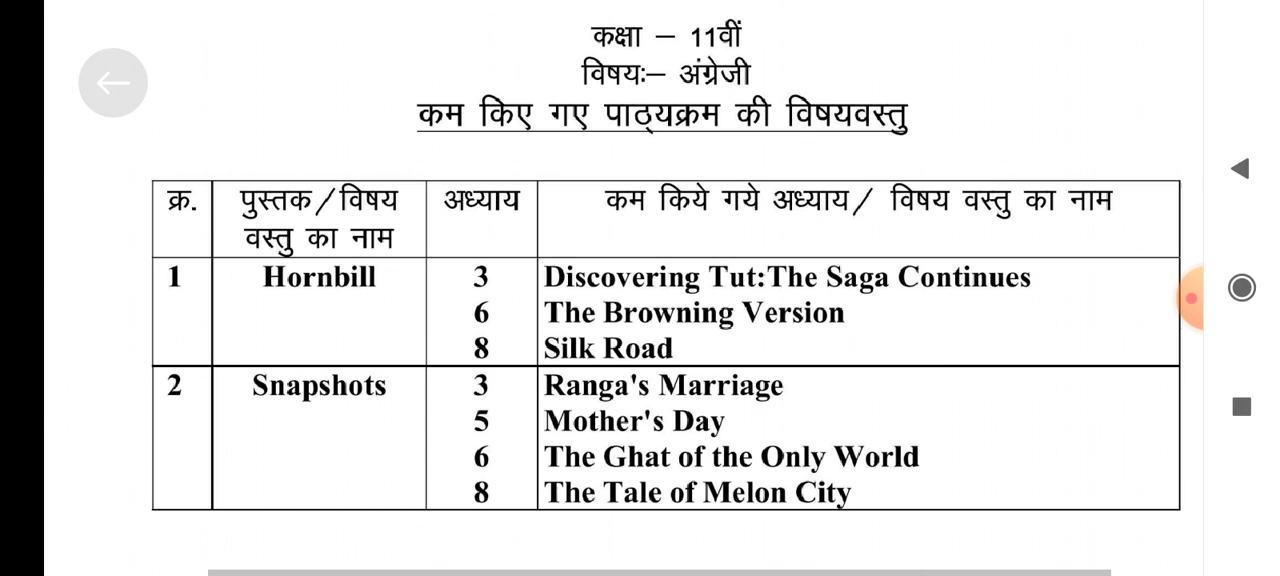 कक्षा – 11वीं
विषयः– अंग्रेजी
कम किए गए पाठ्यक्रम की विषयवस्तु
क्र. पुस्तक/विषय वस्तु का नाम अध्याय कम किये गये अध्याय/ विषय वस्तु का नाम
1 Hornbill 3 Discovering Tut:The Saga Continues
6 The Browning Version
8 Silk Road
2 Snapshots 3 Ranga's Marriage
5 Mother's Day
6 The Ghat of the Only World
8 The Tale of Melon City